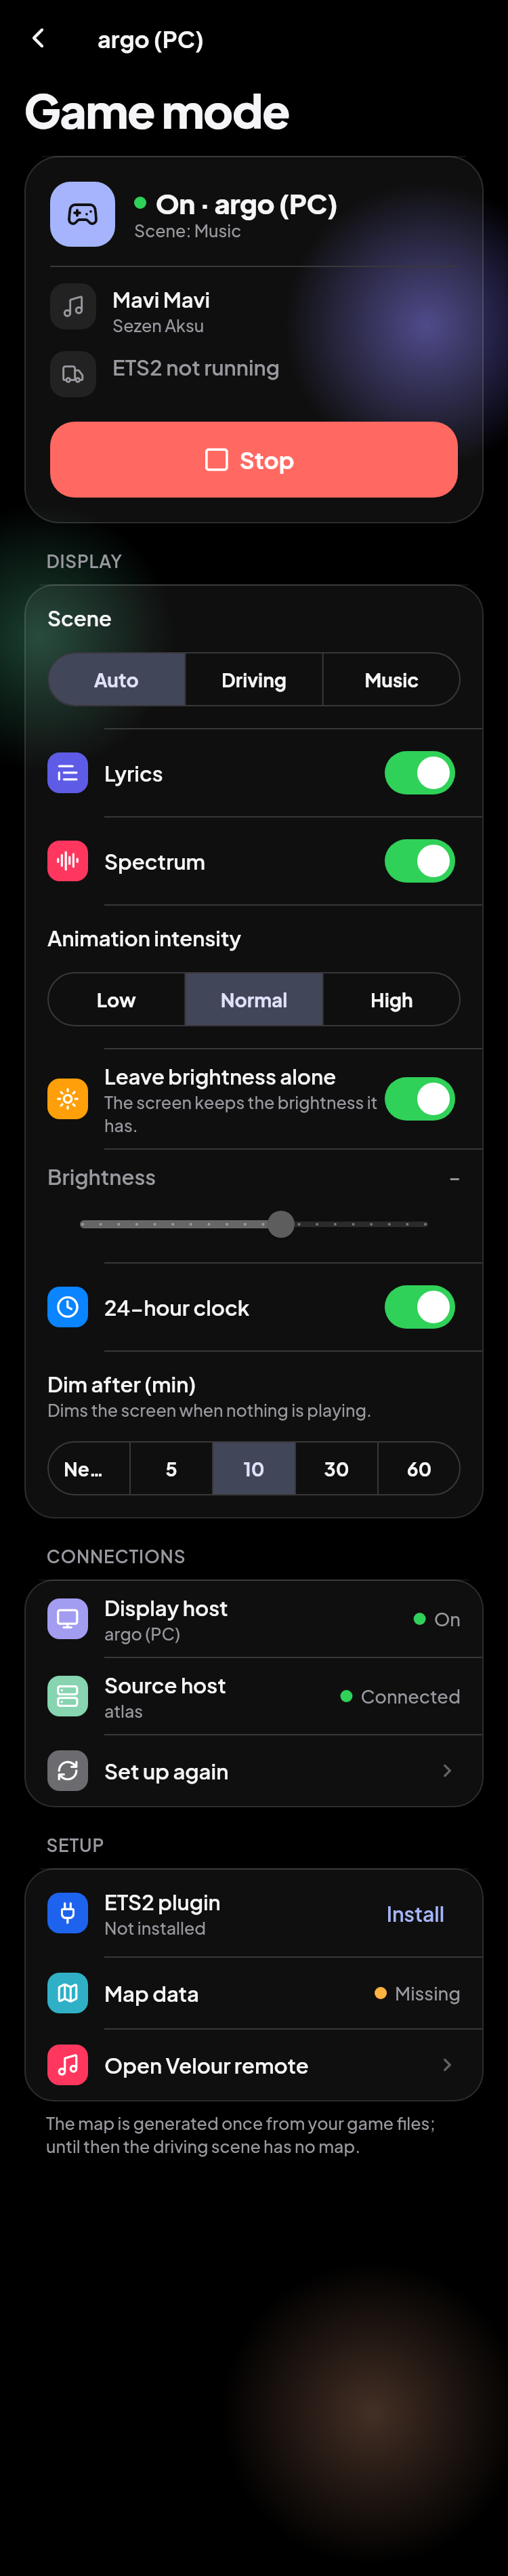 argo (PC)
Game mode
On · argo (PC)
Scene: Music
Mavi Mavi
Sezen Aksu
ETS2 not running
Stop
DISPLAY
Scene
Auto Driving Music
Lyrics
Spectrum
Animation intensity
Low Normal High
Leave brightness alone
The screen keeps the brightness it
has.
Brightness –
24-hour clock
Dim after (min)
Dims the screen when nothing is playing.
Ne... 5 10 30 60
CONNECTIONS
Display host
argo (PC)
On
Source host
atlas
Connected
Set up again
SETUP
ETS2 plugin
Not installed
Install
Map data Missing
Open Velour remote
The map is generated once from your game files;
until then the driving scene has no map.